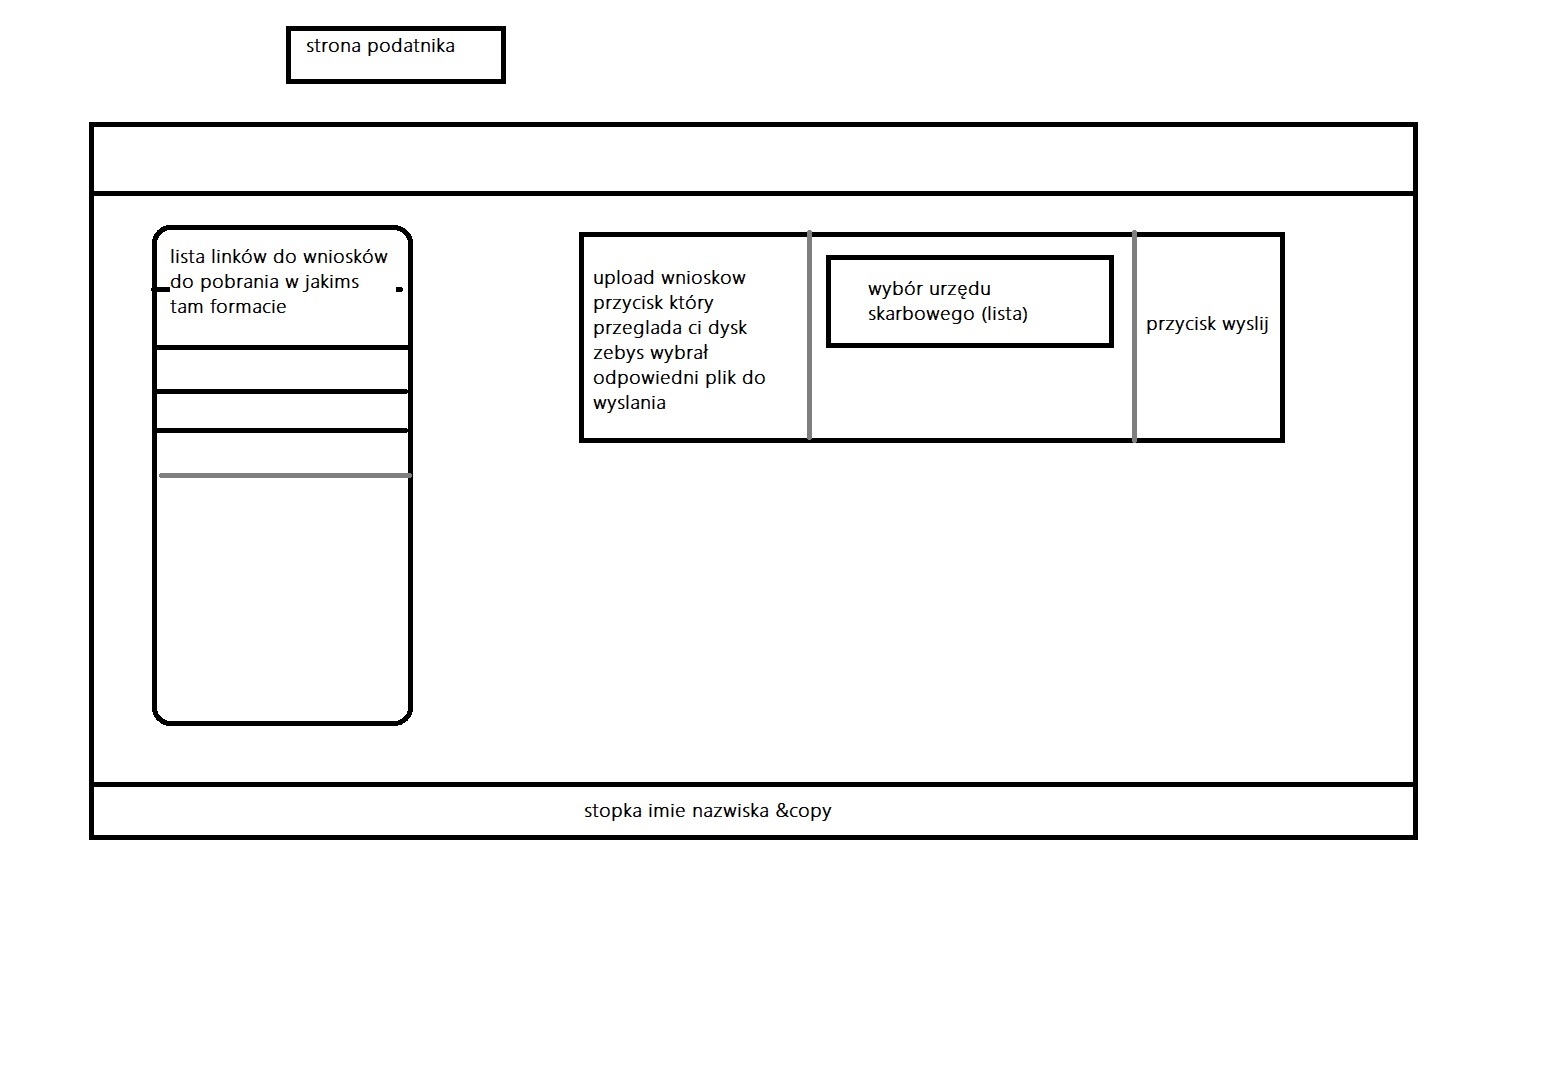 strona podatnika
lista linków do wniosków
do pobrania w jakims
tam formacie
upload wnioskow
przycisk który
przeglada ci dysk
zebys wybrał
odpowiedni plik do
wyslania
wybór urzędu
skarbowego (lista)
przycisk wyslij
stopka imie nazwiska &copy